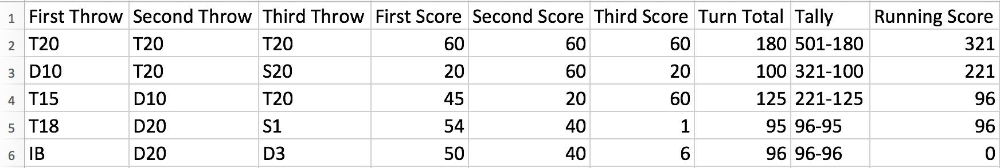 1 First Throw Second Throw Third Throw First Score Second Score Third Score Turn Total Tally Running Score
2 T20 T20 T20 60 60 60 180 501-180 321
3 D10 T20 S20 20 60 20 100 321-100 221
4 T15 D10 T20 45 20 60 125 221-125 96
5 T18 D20 S1 54 40 1 95 96-95 96
6 IB D20 D3 50 40 6 96 96-96 0